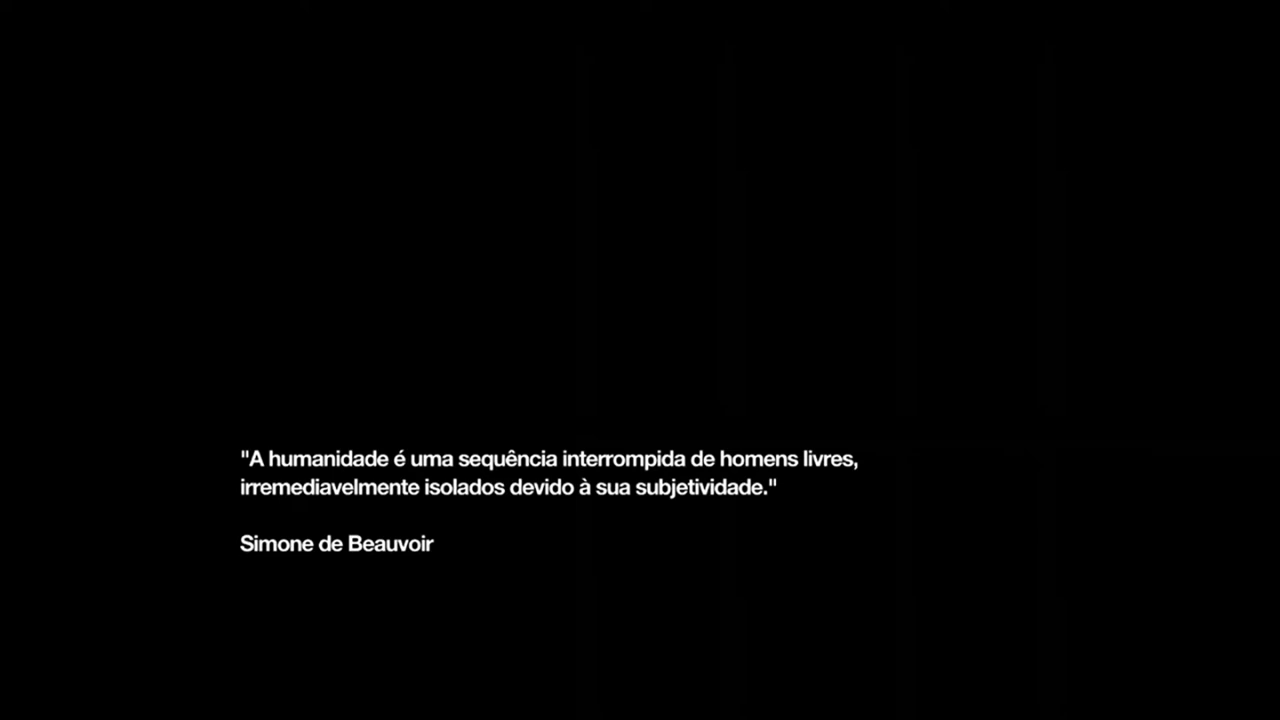 "A humanidade é uma sequência interrompida de homens livres,
irremediavelmente isolados devido à sua subjetividade."
Simone de Beauvoir